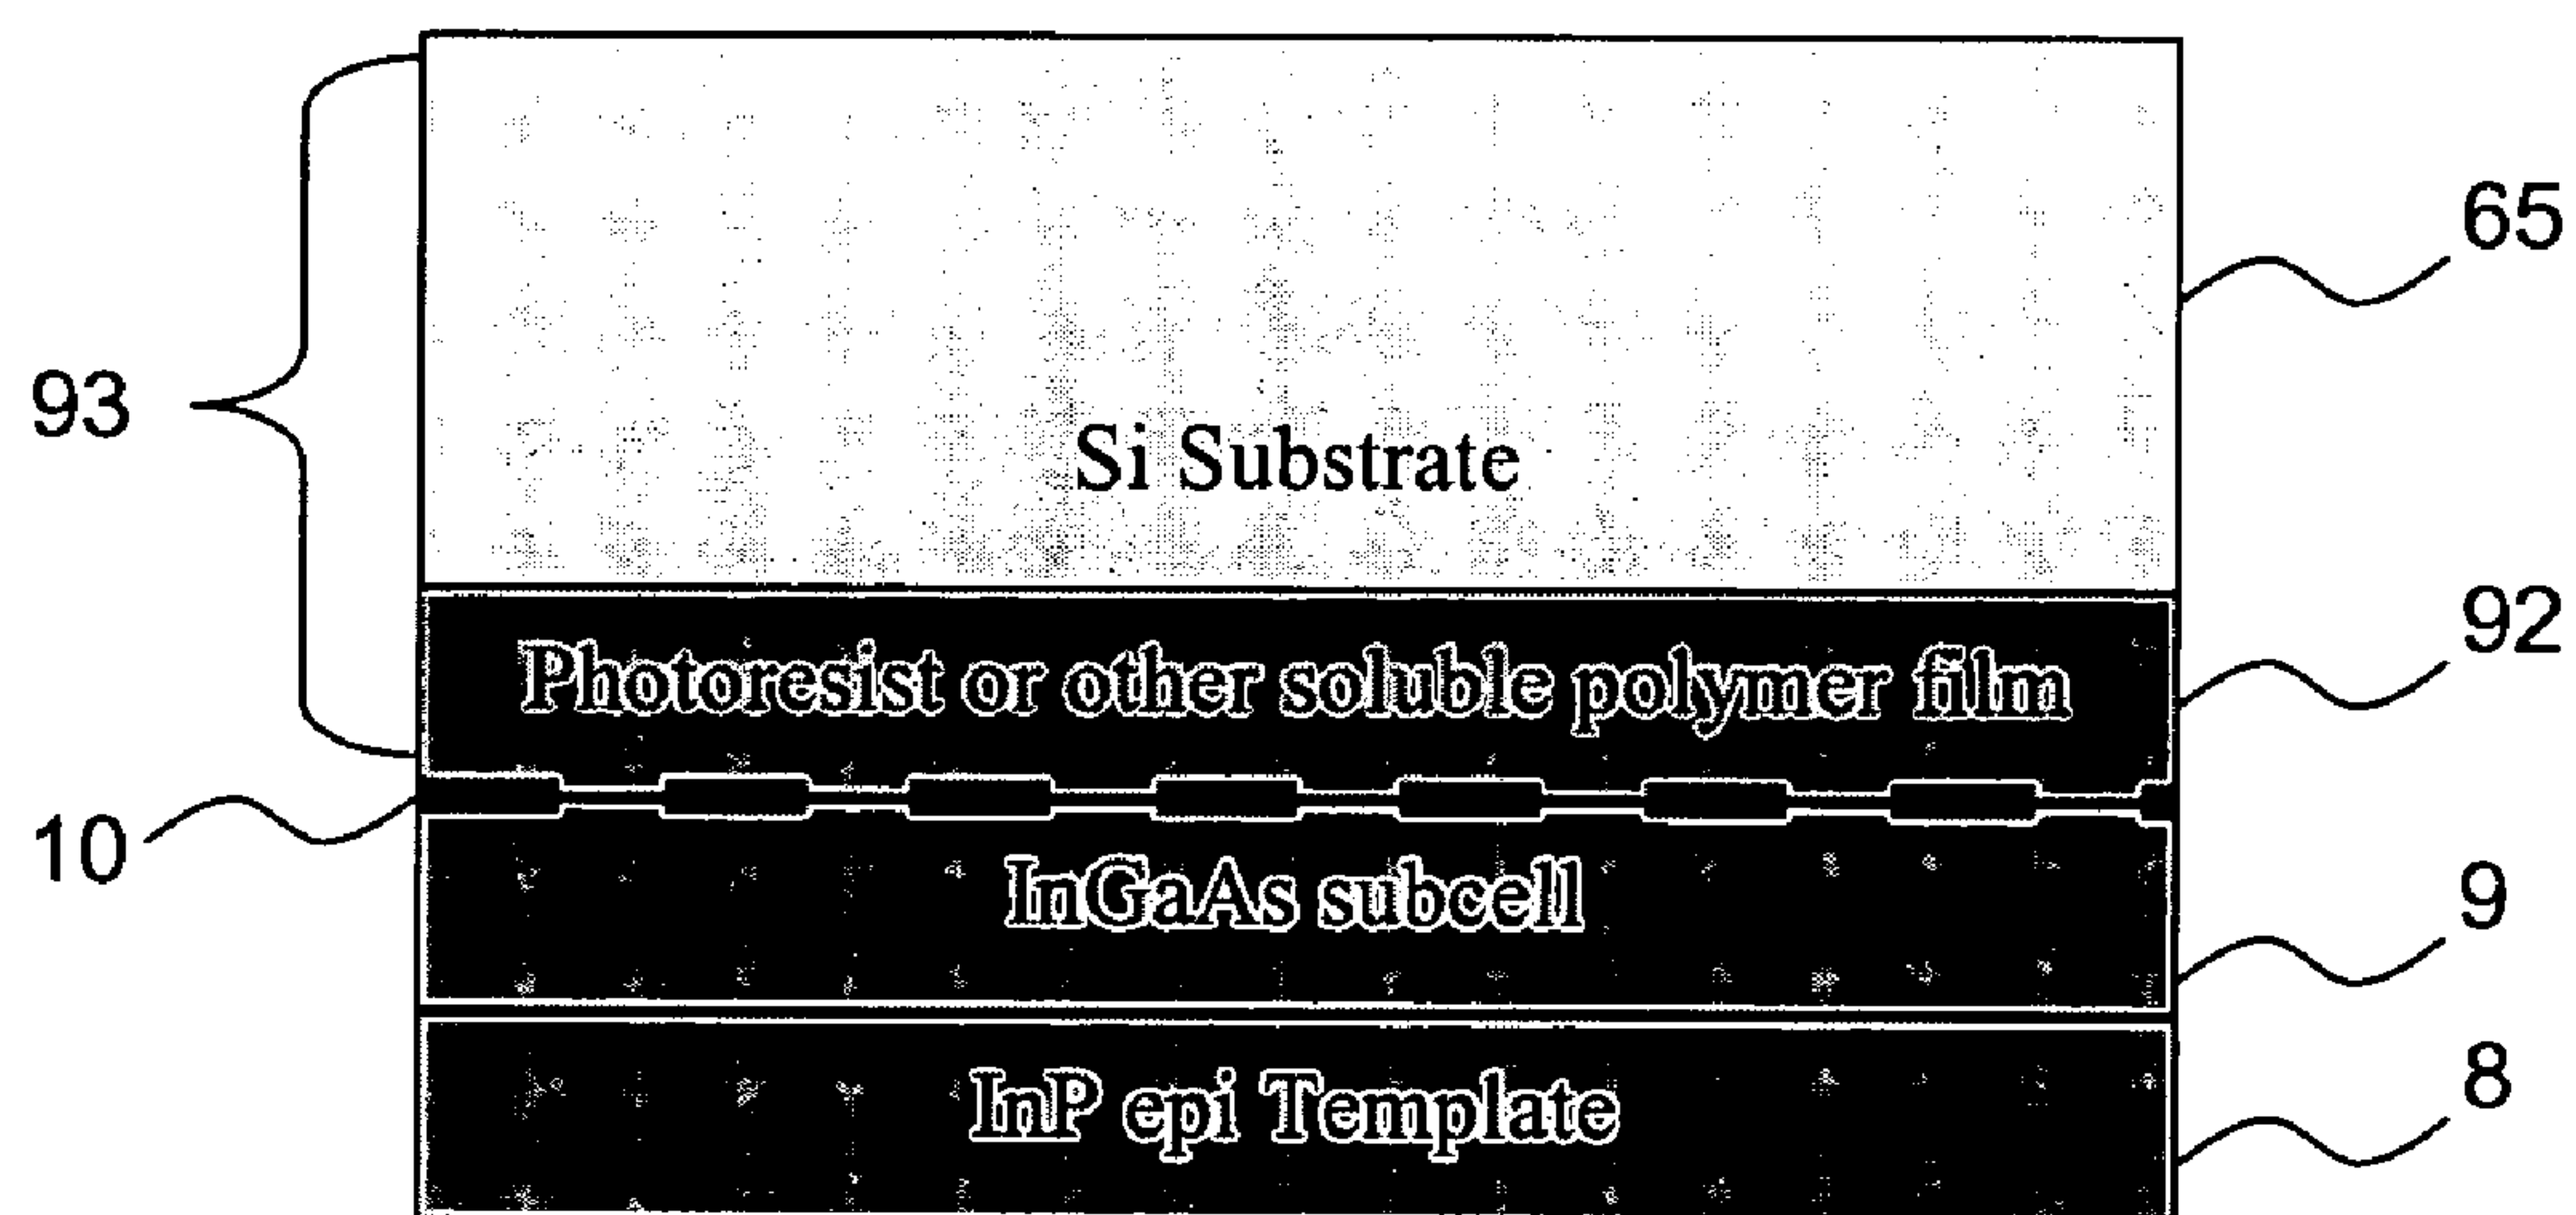 65
93
Si Substrate
92
Photoresist or other soluble polymer film
10
InGaAs subcell
9
InP epi Template
8